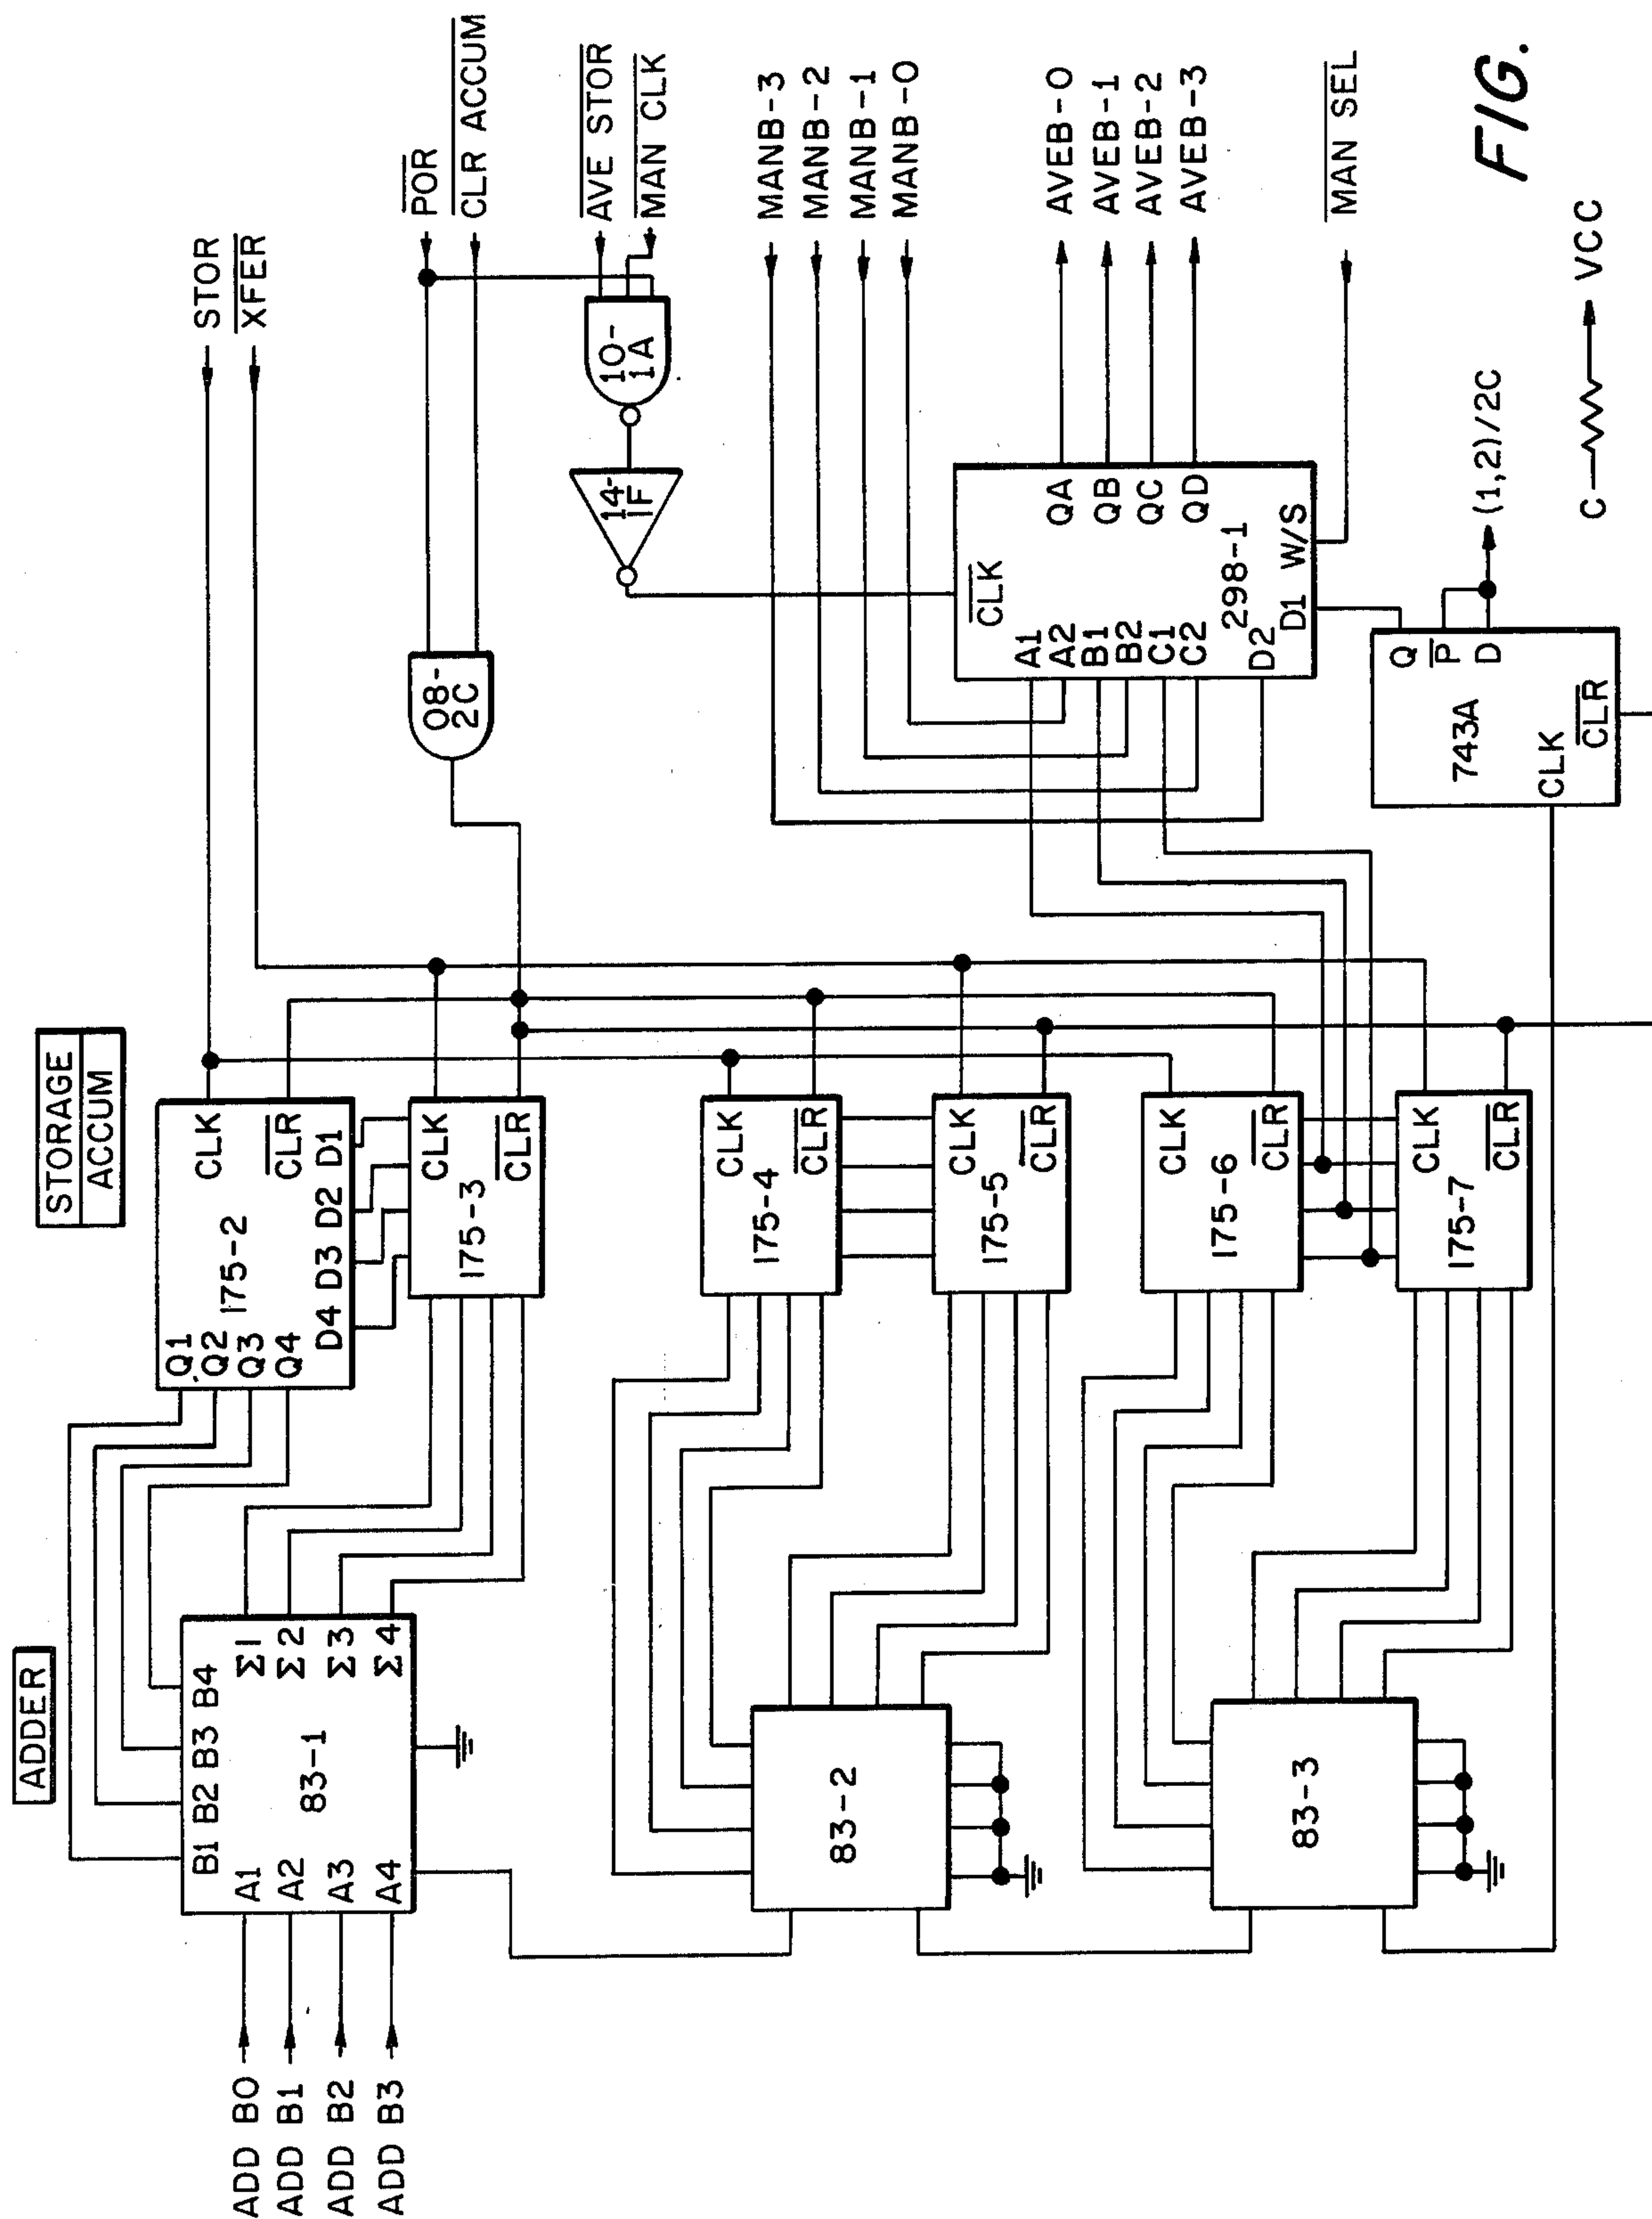 ADDER
STORAGE
ACCUM
STOR
XFER
POR
CLR ACCUM
AVE STOR
MAN CLK
MANB-3
MANB-2
MANB-1
MANB-0
AVEB-0
AVEB-1
AVEB-2
AVEB-3
MAN SEL
ADD B0
ADD B1
ADD B2
ADD B3
B1 B2 B3 B4
A1
A2
A3
A4
83-1
Σ1
Σ2
Σ3
Σ4
Q1
Q2
Q3
Q4
175-2
CLK
CLR
D4 D3 D2 D1
175-3
CLK
CLR
08-
2C
10-
1A
14-
1F
83-2
175-4
CLK
CLR
175-5
CLK
CLR
83-3
175-6
CLK
CLR
175-7
CLK
CLR
CLK
A1
A2
B1
B2
C1
C2
D2
QA
QB
QC
QD
298-1
D1 W/S
743A
Q
P
D
CLK
CLR
(1,2)/2C
C
VCC
FIG.